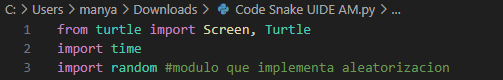 C: > Users > manya > Downloads > Code Snake UIDE AM.py > ...
1 from turtle import Screen, Turtle
2 import time
3 import random #modulo que implementa aleatorizacion